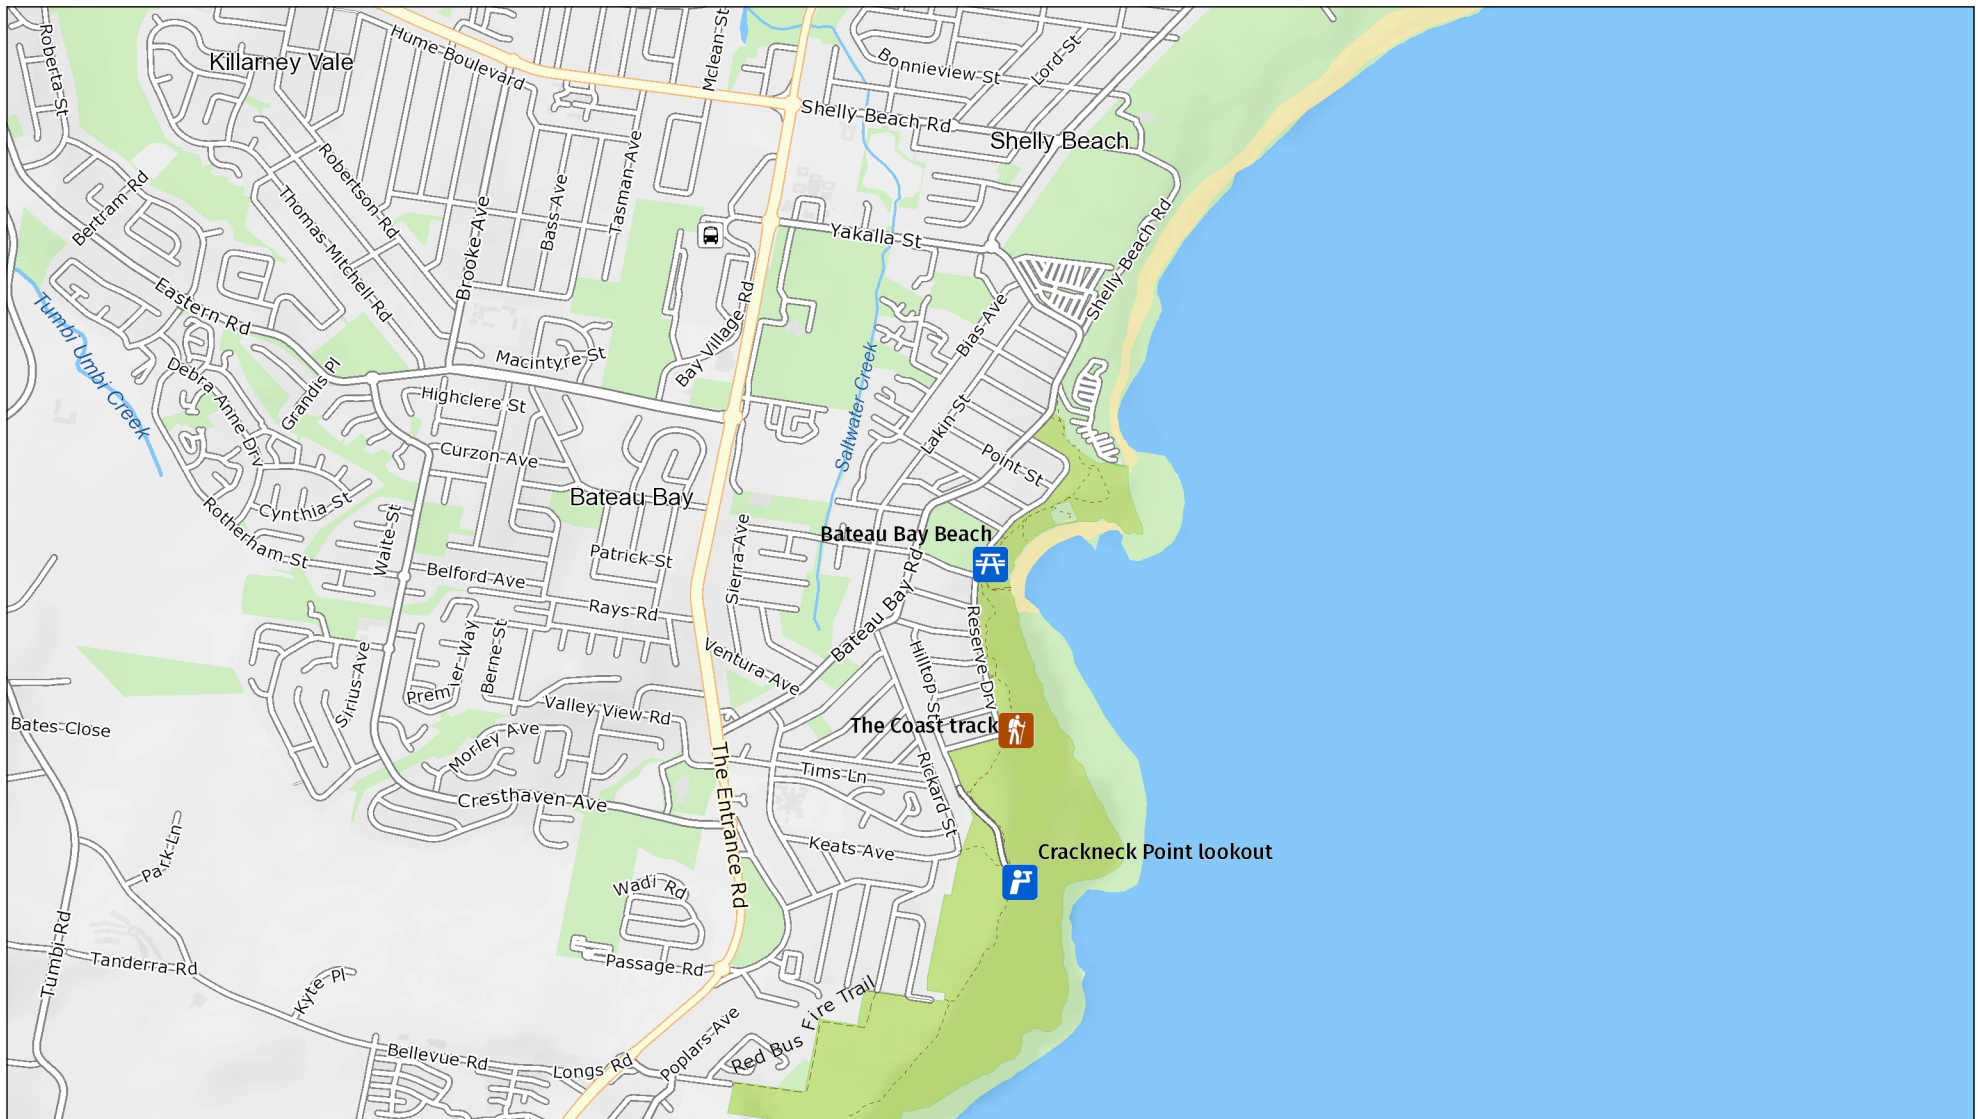 Roberta St
Killarney Vale
Hume Boulevard
Mclean St
Bonnieview St
Lord St
Shelly Beach Rd
Shelly Beach
Bertram Rd
Robertson Rd
Thomas Mitchell Rd
Brooke Ave
Bass Ave
Tasman Ave
Yakalla St
Shelly Beach Rd
Tumbi Umbi Creek
Eastern Rd
Bay Village Rd
Bias Ave
Macintyre St
Debra Anne Drv
Grandis Pl
Highclere St
Saltwater Creek
Lakin St
Curzon Ave
Point St
Bateau Bay
Cynthia St
Rotherham St
Waite St
Sierra Ave
Bateau Bay Beach
Patrick St
Belford Ave
Rays Rd
Bateau Bay Rd
Reserve Drv
Ventura Ave
Hilltop St
Sirius Ave
Premier Way
Berne St
Valley View Rd
Bates Close
The Coast track
Morley Ave
The Entrance Rd
Tims Ln
Rickard St
Cresthaven Ave
Park Ln
Keats Ave
Crackneck Point lookout
Wadi Rd
Tumbi Rd
Tanderra Rd
Kyte Pl
Passage Rd
Red Bus Fire Trail
Poplars Ave
Bellevue Rd
Longs Rd